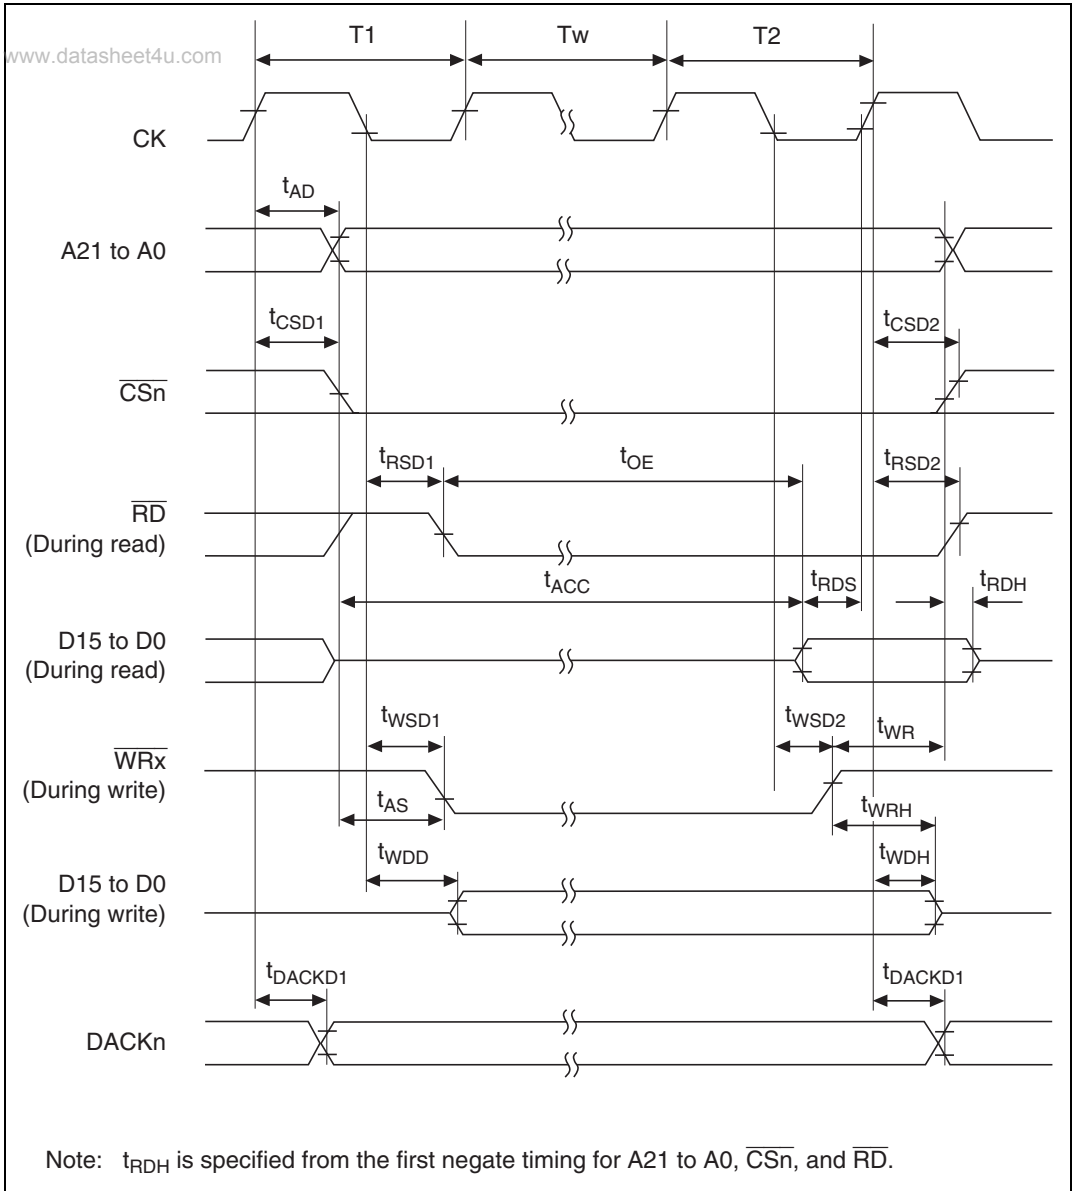 T1 Tw T2
www.datasheet4u.com
CK
tAD
A21 to A0
tCSD1 tCSD2
CSn
tRSD1 tOE tRSD2
RD
(During read)
tACC tRDS tRDH
D15 to D0
(During read)
tWSD1 tWSD2 tWR
WRx
(During write)
tAS tWRH
tWDD tWDH
D15 to D0
(During write)
tDACKD1 tDACKD1
DACKn
Note: tRDH is specified from the first negate timing for A21 to A0, CSn, and RD.